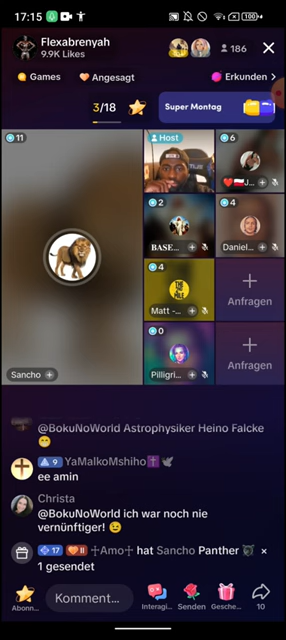 17:15
100
Flexabrenyah
9.9K Likes
186
Games
Angesagt
Erkunden
3/18
Super Montag
11
Host
6
J...
2
BASE...
4
Daniel...
4
Matt -...
Anfragen
0
Pilligri...
Anfragen
Sancho
@BokuNoWorld Astrophysiker Heino Falcke
9 YaMalkoMshiho
ee amin
Christa
@BokuNoWorld ich war noch nie vernünftiger!
17 II ☩Amo☩ hat Sancho Panther
1 gesendet
Abonn...
Komment...
Interagi...
Senden
Gesche...
10